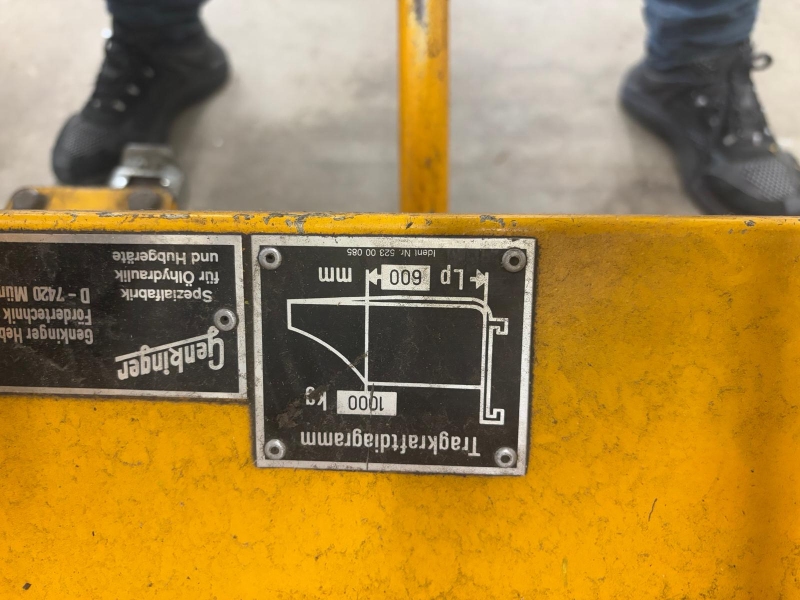 Tragkraftdiagramm
1000 kg
Lp 600 mm
Ident Nr. 523 00 085
Genkinger
Genkinger Heb
Fördertechnik
D - 7420 Mün
Spezialfabrik
für Ölhydraulik
und Hubgeräte